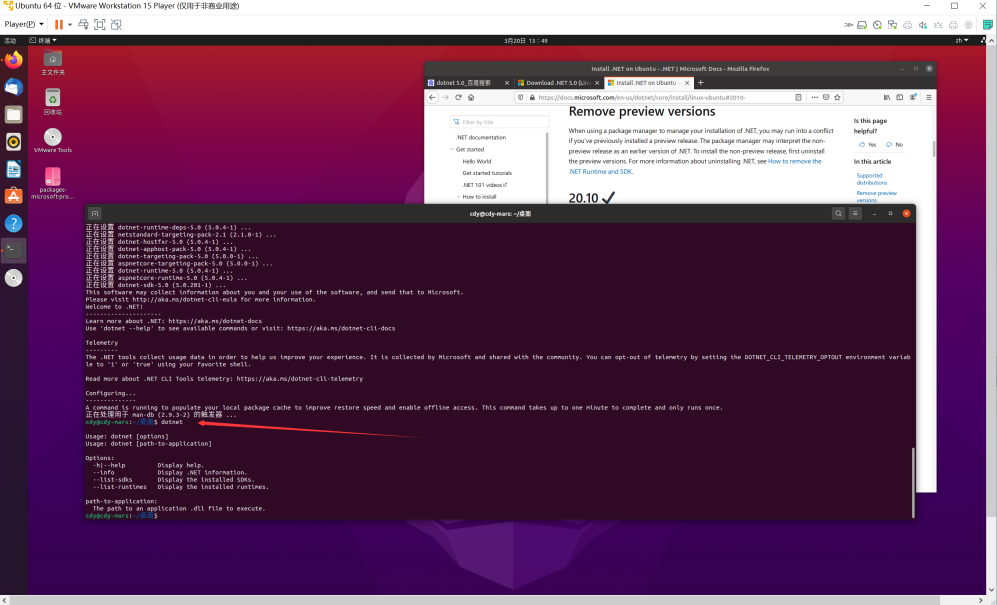 Ubuntu 64 位 - VMware Workstation 15 Player (仅用于非商业用途)
Player(P)
活动
终端
3月20日 13：49
zh
主文件夹
回收站
VMware Tools
packages-
microsoft-pro...
Install .NET on Ubuntu - .NET | Microsoft Docs - Mozilla Firefox
dotnet 5.0_百度搜索
Download .NET 5.0 (Lin
Install .NET on Ubuntu -
https://docs.microsoft.com/en-us/dotnet/core/install/linux-ubuntu#2010-
Filter by title
.NET documentation
Get started
Hello World
Get started tutorials
.NET 101 videos
How to install
Remove preview versions
When using a package manager to manage your installation of .NET, you may run into a conflict
if you've previously installed a preview release. The package manager may interpret the non-
preview release as an earlier version of .NET. To install the non-preview release, first uninstall
the preview versions. For more information about uninstalling .NET, see How to remove the
.NET Runtime and SDK.
20.10
Is this page
helpful?
Yes
No
In this article
Supported
distributions
Remove preview
versions
cdy@cdy-mars: ~/桌面
正在设置 dotnet-runtime-deps-5.0 (5.0.4-1) ...
正在设置 netstandard-targeting-pack-2.1 (2.1.0-1) ...
正在设置 dotnet-hostfxr-5.0 (5.0.4-1) ...
正在设置 dotnet-apphost-pack-5.0 (5.0.4-1) ...
正在设置 dotnet-targeting-pack-5.0 (5.0.0-1) ...
正在设置 aspnetcore-targeting-pack-5.0 (5.0.0-1) ...
正在设置 dotnet-runtime-5.0 (5.0.4-1) ...
正在设置 aspnetcore-runtime-5.0 (5.0.4-1) ...
正在设置 dotnet-sdk-5.0 (5.0.201-1) ...
This software may collect information about you and your use of the software, and send that to Microsoft.
Please visit http://aka.ms/dotnet-cli-eula for more information.
Welcome to .NET!
---------------------
Learn more about .NET: https://aka.ms/dotnet-docs
Use 'dotnet --help' to see available commands or visit: https://aka.ms/dotnet-cli-docs
Telemetry
---------
The .NET tools collect usage data in order to help us improve your experience. It is collected by Microsoft and shared with the community. You can opt-out of telemetry by setting the DOTNET_CLI_TELEMETRY_OPTOUT environment variab
le to '1' or 'true' using your favorite shell.
Read more about .NET CLI Tools telemetry: https://aka.ms/dotnet-cli-telemetry
Configuring...
--------------
A command is running to populate your local package cache to improve restore speed and enable offline access. This command takes up to one minute to complete and only runs once.
正在处理用于 man-db (2.9.3-2) 的触发器 ...
cdy@cdy-mars:~/桌面$ dotnet
Usage: dotnet [options]
Usage: dotnet [path-to-application]
Options:
-h|--help Display help.
--info Display .NET information.
--list-sdks Display the installed SDKs.
--list-runtimes Display the installed runtimes.
path-to-application:
The path to an application .dll file to execute.
cdy@cdy-mars:~/桌面$